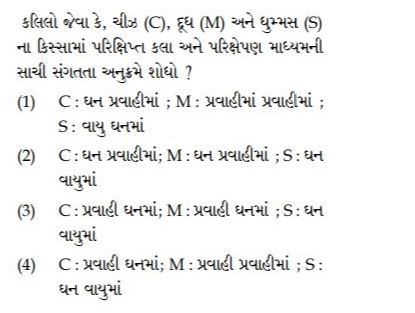 કલિલો જેવા કે, ચીઝ (C), દૂધ (M) અને ધુમ્મસ (S)
ના કિસ્સામાં પરિક્ષિપ્ત કલા અને પરિક્ષેપણ માધ્યમની
સાચી સંગતતા અનુક્રમે શોધો ?
(1) C : ઘન પ્રવાહીમાં ; M : પ્રવાહીમાં પ્રવાહીમાં ;
S : વાયુ ઘનમાં
(2) C : ઘન પ્રવાહીમાં; M : ઘન પ્રવાહીમાં ; S : ઘન
વાયુમાં
(3) C : પ્રવાહી ઘનમાં; M : પ્રવાહી ઘનમાં ; S : ઘન
વાયુમાં
(4) C : પ્રવાહી ઘનમાં; M : પ્રવાહી પ્રવાહીમાં ; S :
ઘન વાયુમાં